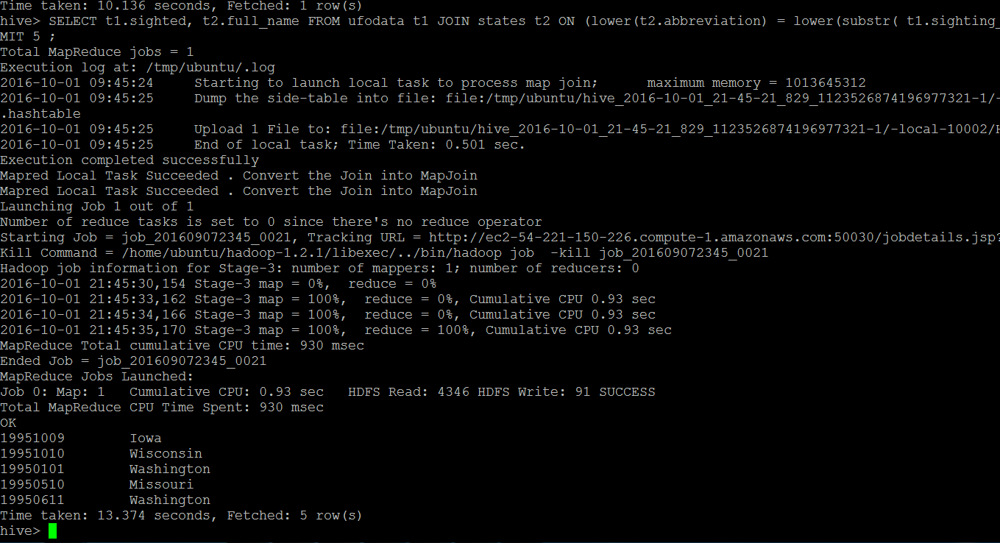 Time taken: 10.136 seconds, Fetched: 1 row(s)
hive> SELECT t1.sighted, t2.full_name FROM ufodata t1 JOIN states t2 ON (lower(t2.abbreviation) = lower(substr( t1.sighting_
MIT 5 ;
Total MapReduce jobs = 1
Execution log at: /tmp/ubuntu/.log
2016-10-01 09:45:24     Starting to launch local task to process map join;      maximum memory = 1013645312
2016-10-01 09:45:25     Dump the side-table into file: file:/tmp/ubuntu/hive_2016-10-01_21-45-21_829_1123526874196977321-1/-
.hashtable
2016-10-01 09:45:25     Upload 1 File to: file:/tmp/ubuntu/hive_2016-10-01_21-45-21_829_1123526874196977321-1/-local-10002/H
2016-10-01 09:45:25     End of local task; Time Taken: 0.501 sec.
Execution completed successfully
Mapred Local Task Succeeded . Convert the Join into MapJoin
Mapred Local Task Succeeded . Convert the Join into MapJoin
Launching Job 1 out of 1
Number of reduce tasks is set to 0 since there's no reduce operator
Starting Job = job_201609072345_0021, Tracking URL = http://ec2-54-221-150-226.compute-1.amazonaws.com:50030/jobdetails.jsp?
Kill Command = /home/ubuntu/hadoop-1.2.1/libexec/../bin/hadoop job  -kill job_201609072345_0021
Hadoop job information for Stage-3: number of mappers: 1; number of reducers: 0
2016-10-01 21:45:30,154 Stage-3 map = 0%,  reduce = 0%
2016-10-01 21:45:33,162 Stage-3 map = 100%,  reduce = 0%, Cumulative CPU 0.93 sec
2016-10-01 21:45:34,166 Stage-3 map = 100%,  reduce = 0%, Cumulative CPU 0.93 sec
2016-10-01 21:45:35,170 Stage-3 map = 100%,  reduce = 100%, Cumulative CPU 0.93 sec
MapReduce Total cumulative CPU time: 930 msec
Ended Job = job_201609072345_0021
MapReduce Jobs Launched:
Job 0: Map: 1   Cumulative CPU: 0.93 sec   HDFS Read: 4346 HDFS Write: 91 SUCCESS
Total MapReduce CPU Time Spent: 930 msec
OK
19951009        Iowa
19951010        Wisconsin
19950101        Washington
19950510        Missouri
19950611        Washington
Time taken: 13.374 seconds, Fetched: 5 row(s)
hive>